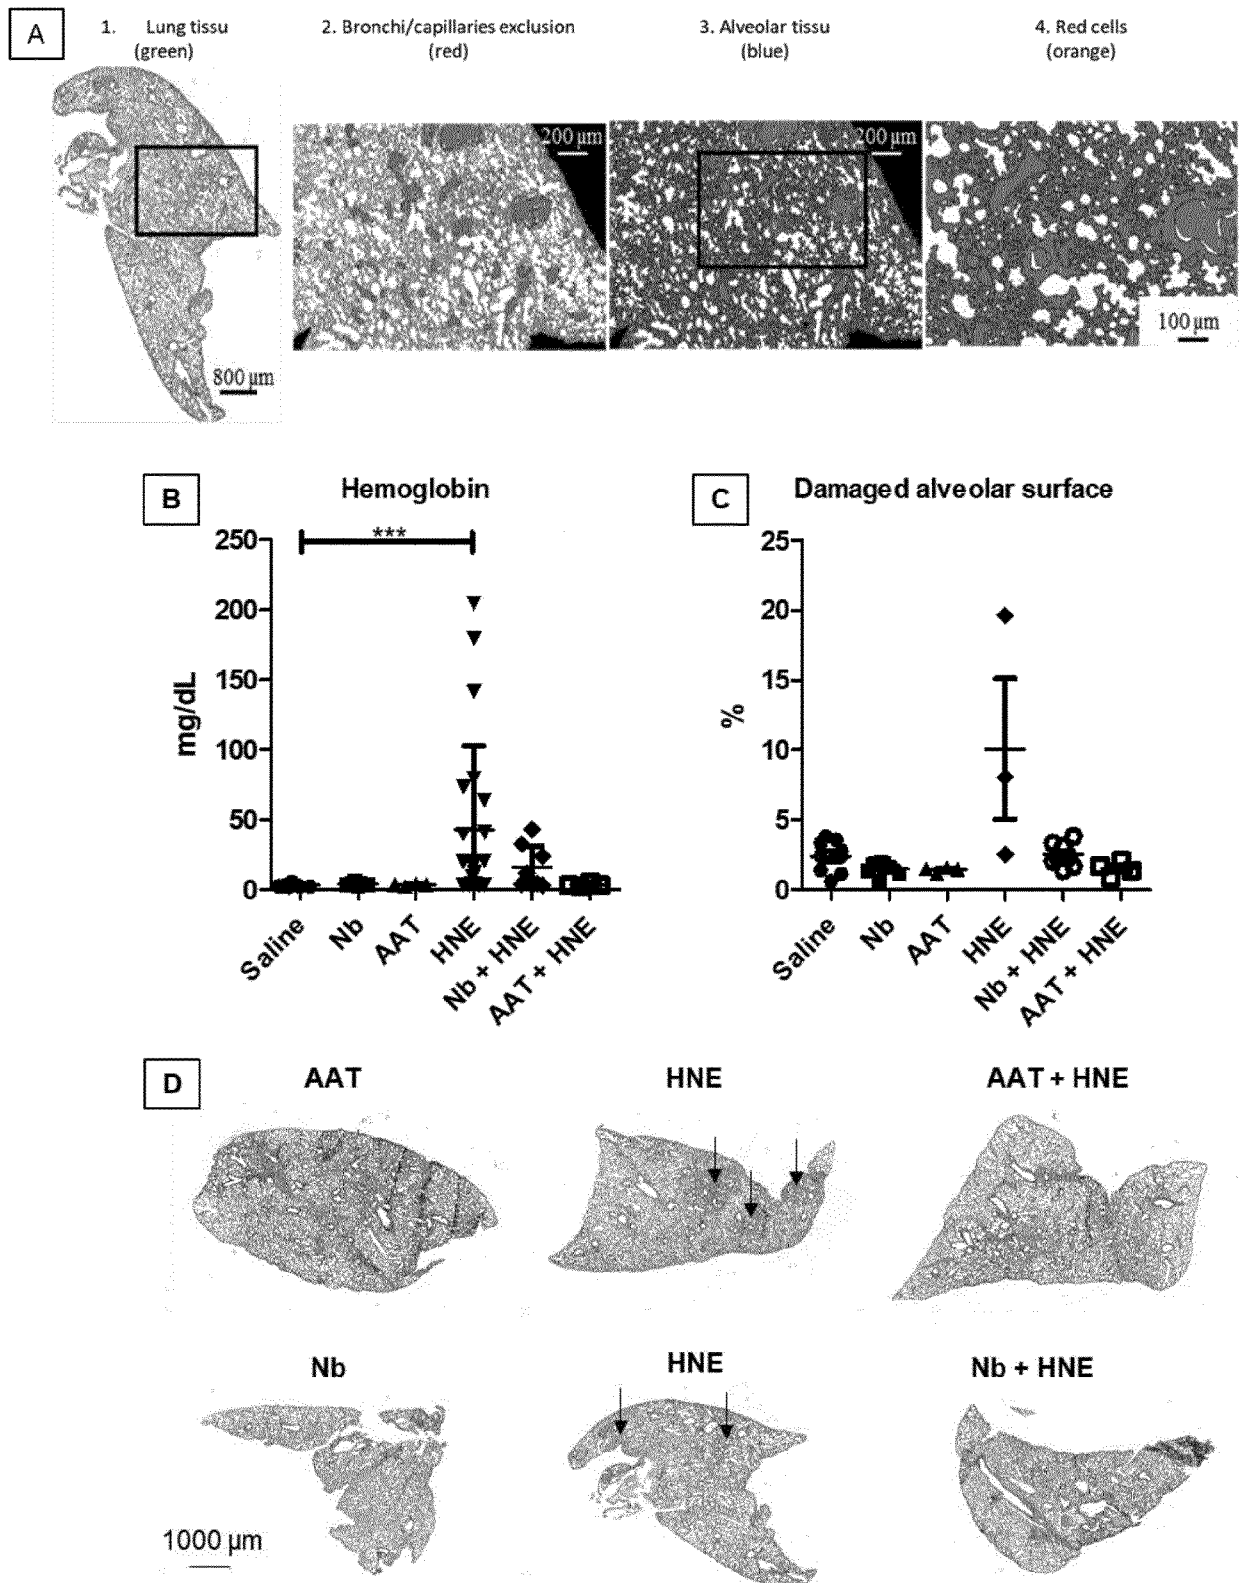 A
1. Lung tissu
(green)
2. Bronchi/capillaries exclusion
(red)
3. Alveolar tissu
(blue)
4. Red cells
(orange)
800 µm
200 µm
200 µm
100 µm
B
Hemoglobin
***
mg/dL
250
200
150
100
50
0
Saline
Nb
AAT
HNE
Nb + HNE
AAT + HNE
C
Damaged alveolar surface
%
25
20
15
10
5
0
Saline
Nb
AAT
HNE
Nb + HNE
AAT + HNE
D
AAT
HNE
AAT + HNE
Nb
HNE
Nb + HNE
1000 µm